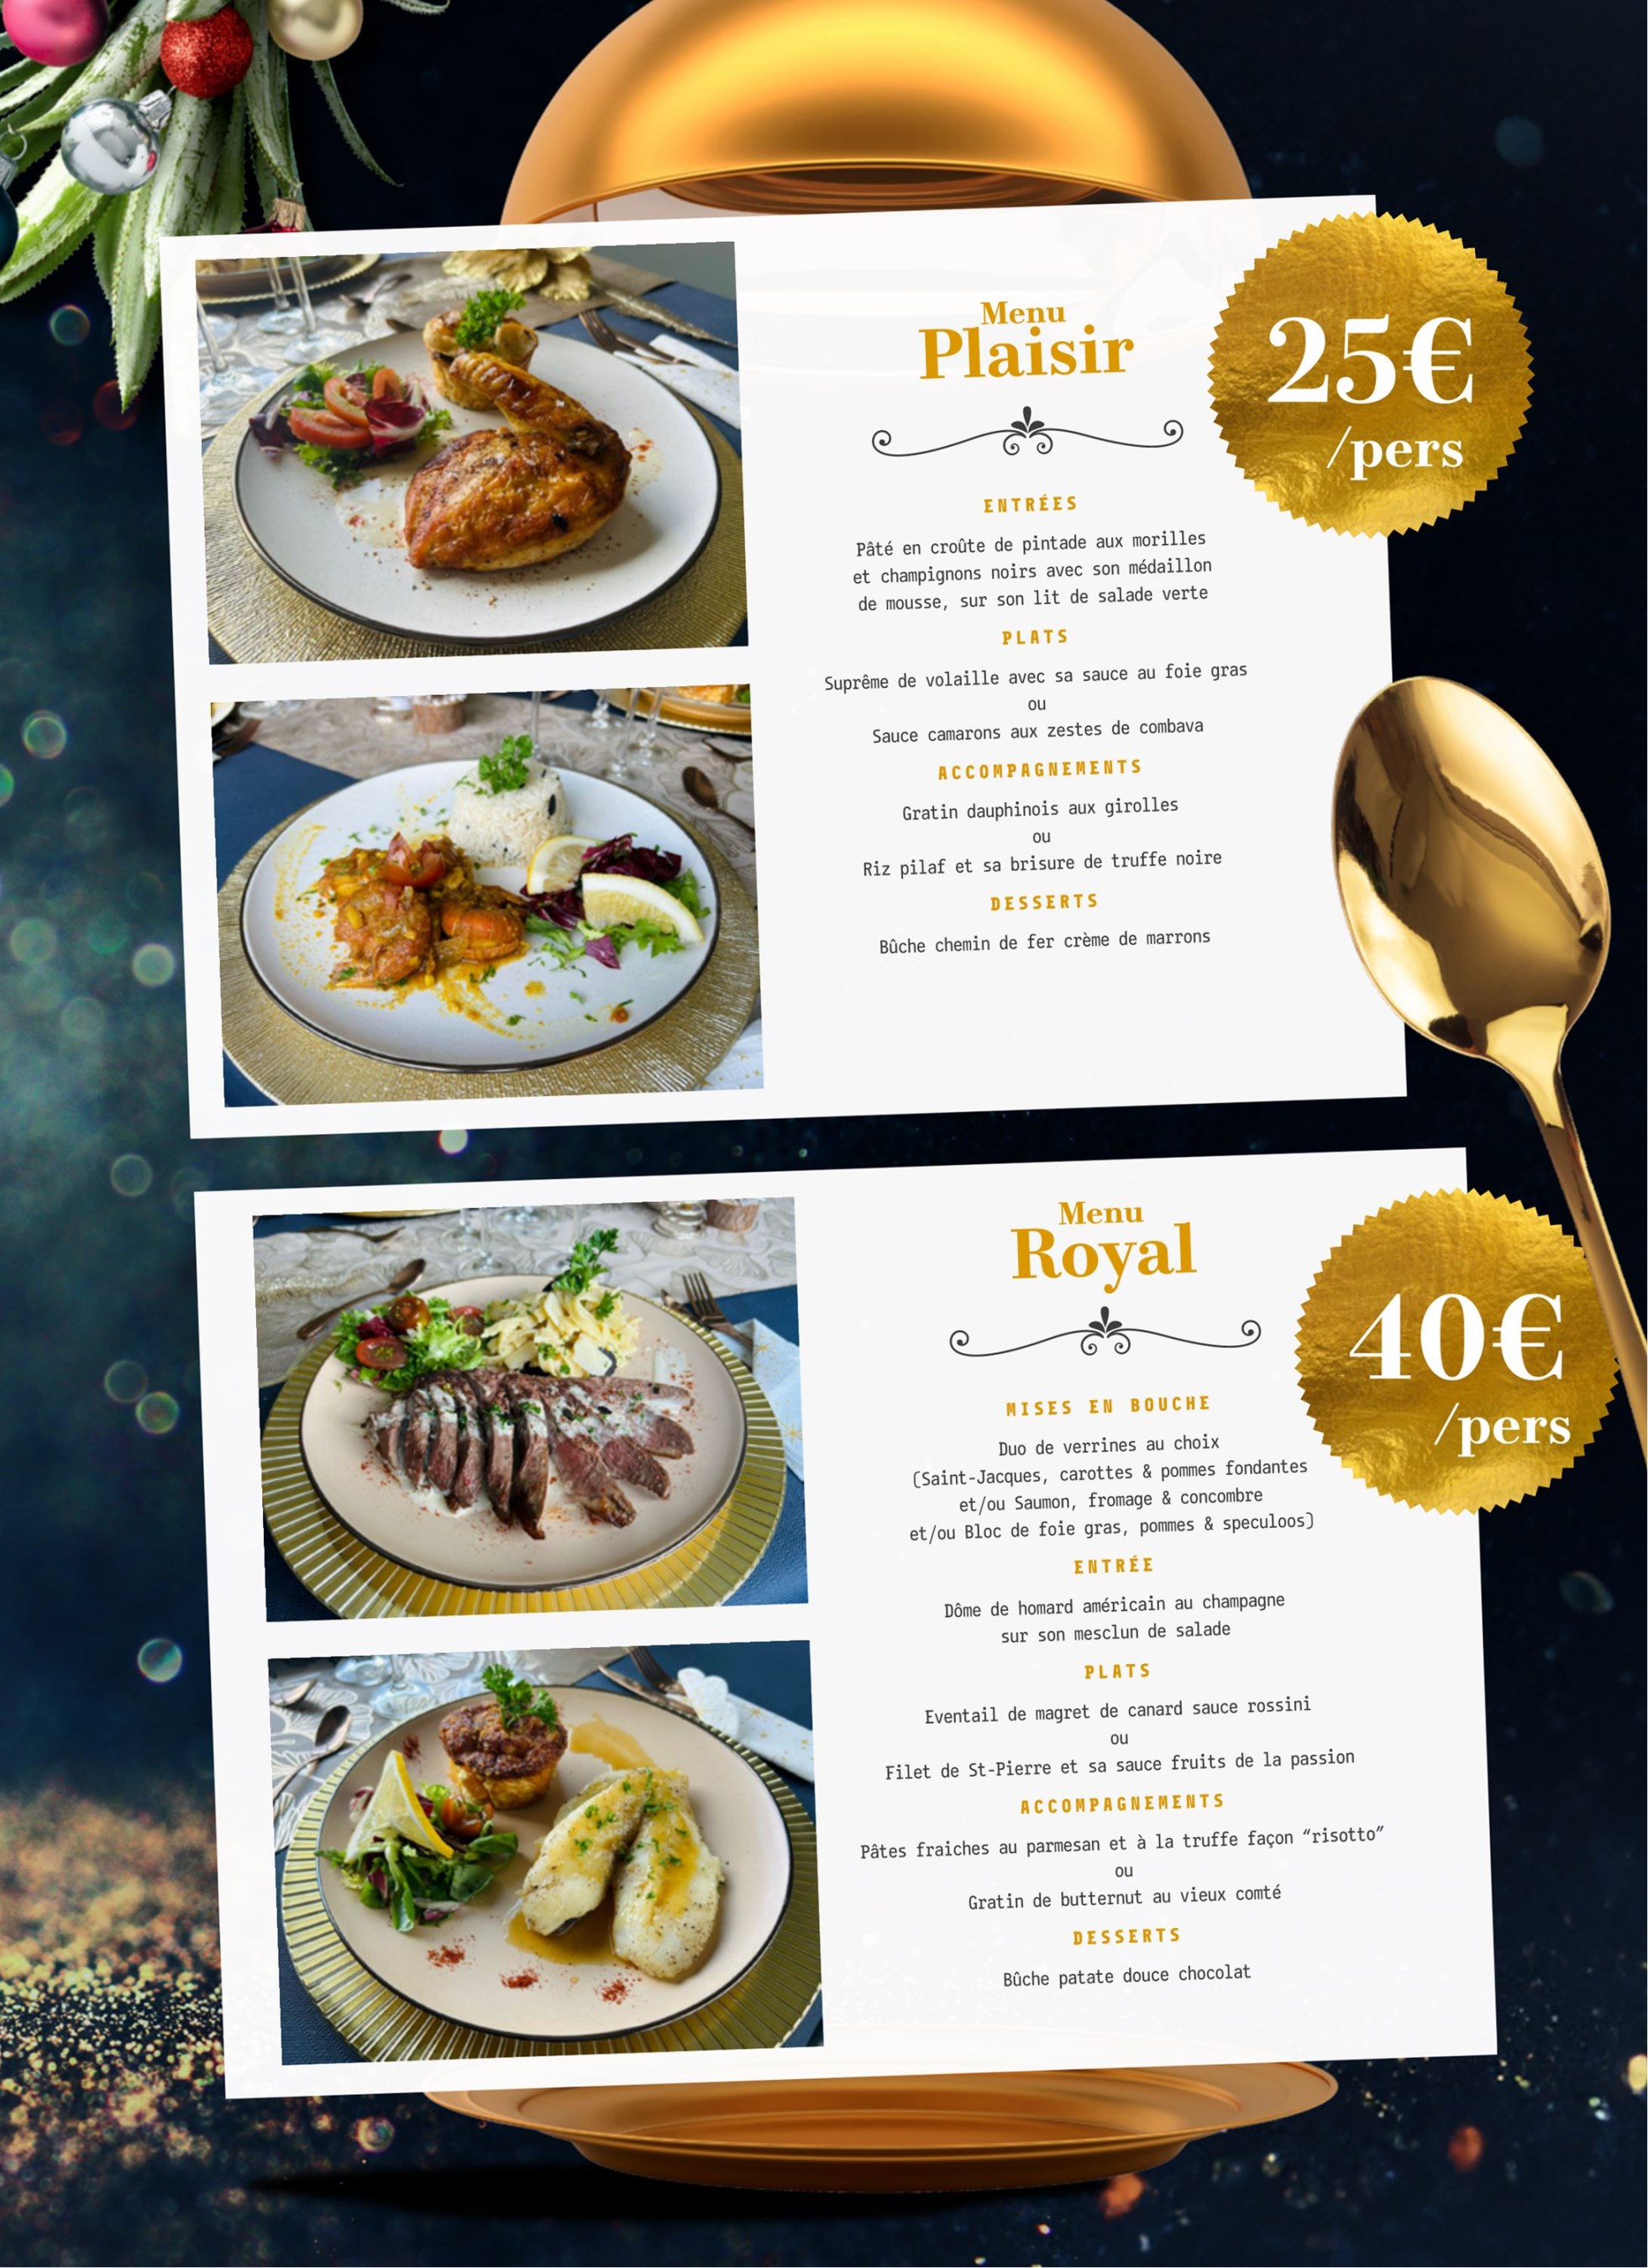 Menu
Plaisir
25€
/pers
ENTRÉES
Pâté en croûte de pintade aux morilles
et champignons noirs avec son médaillon
de mousse, sur son lit de salade verte
PLATS
Suprême de volaille avec sa sauce au foie gras
ou
Sauce camarons aux zestes de combava
ACCOMPAGNEMENTS
Gratin dauphinois aux girolles
ou
Riz pilaf et sa brisure de truffe noire
DESSERTS
Bûche chemin de fer crème de marrons
Menu
Royal
40€
/pers
MISES EN BOUCHE
Duo de verrines au choix
(Saint-Jacques, carottes & pommes fondantes
et/ou Saumon, fromage & concombre
et/ou Bloc de foie gras, pommes & speculoos)
ENTRÉE
Dôme de homard américain au champagne
sur son mesclun de salade
PLATS
Eventail de magret de canard sauce rossini
ou
Filet de St-Pierre et sa sauce fruits de la passion
ACCOMPAGNEMENTS
Pâtes fraiches au parmesan et à la truffe façon “risotto”
ou
Gratin de butternut au vieux comté
DESSERTS
Bûche patate douce chocolat